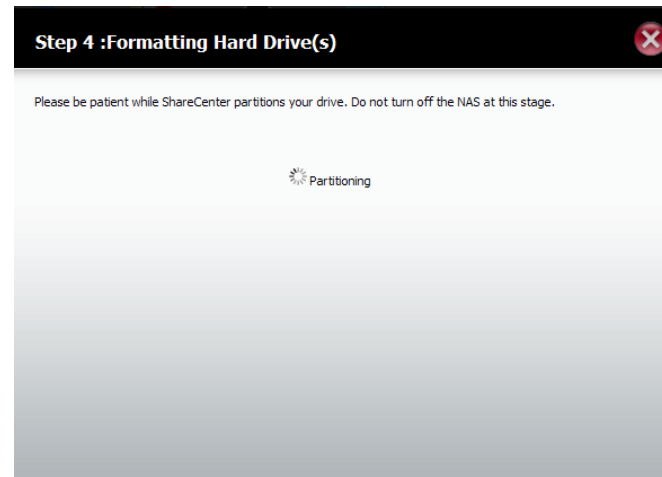 Step 4 :Formatting Hard Drive(s)
Please be patient while ShareCenter partitions your drive. Do not turn off the NAS at this stage.
Partitioning